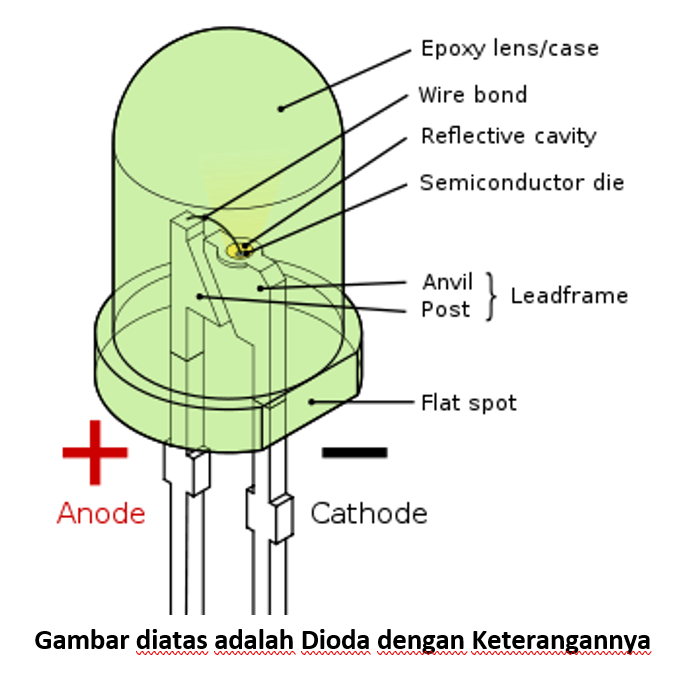 Epoxy lens/case
Wire bond
Reflective cavity
Semiconductor die
Anvil
Post
Leadframe
Flat spot
+
−
Anode
Cathode
Gambar diatas adalah Dioda dengan Keterangannya